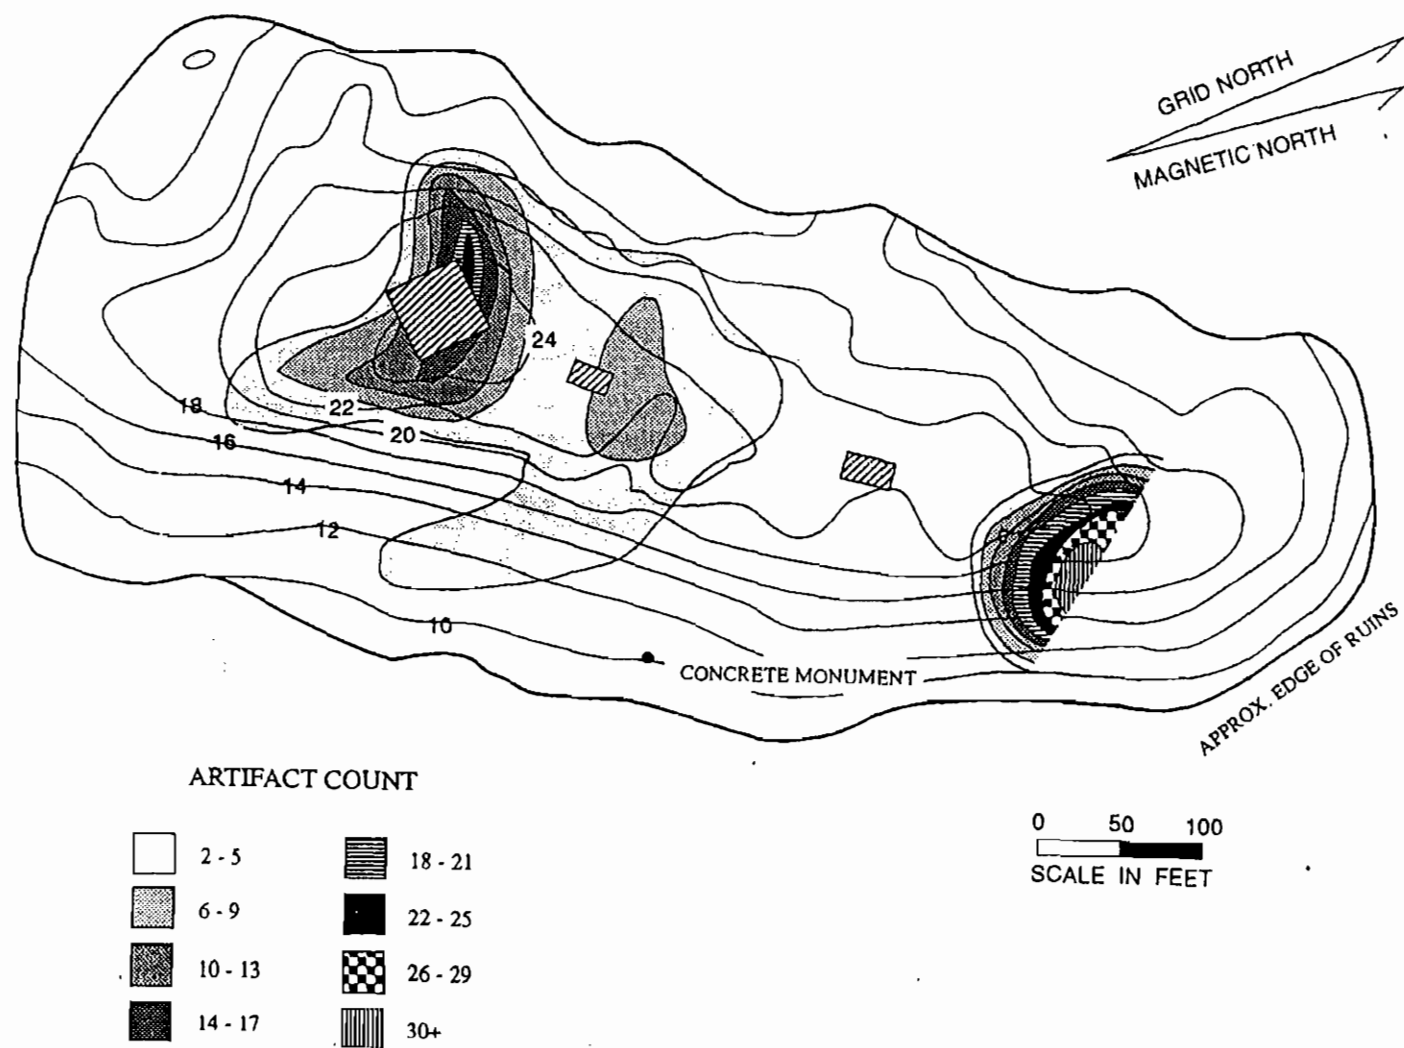 GRID NORTH
MAGNETIC NORTH
24
18
22
20
16
14
12
10
CONCRETE MONUMENT
APPROX. EDGE OF RUINS
ARTIFACT COUNT
2 - 5
6 - 9
10 - 13
14 - 17
18 - 21
22 - 25
26 - 29
30+
0 50 100
SCALE IN FEET